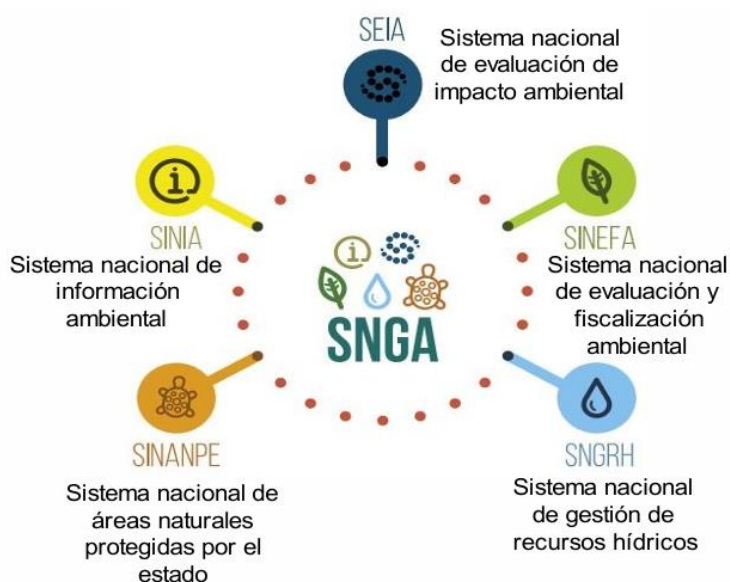 SEIA
Sistema nacional
de evaluación de
impacto ambiental
SINIA
Sistema nacional de
información
ambiental
SINEFA
Sistema nacional
de evaluación y
fiscalización
ambiental
SNGA
SINANPE
Sistema nacional de
áreas naturales
protegidas por el
estado
SNGRH
Sistema nacional
de gestión de
recursos hídricos